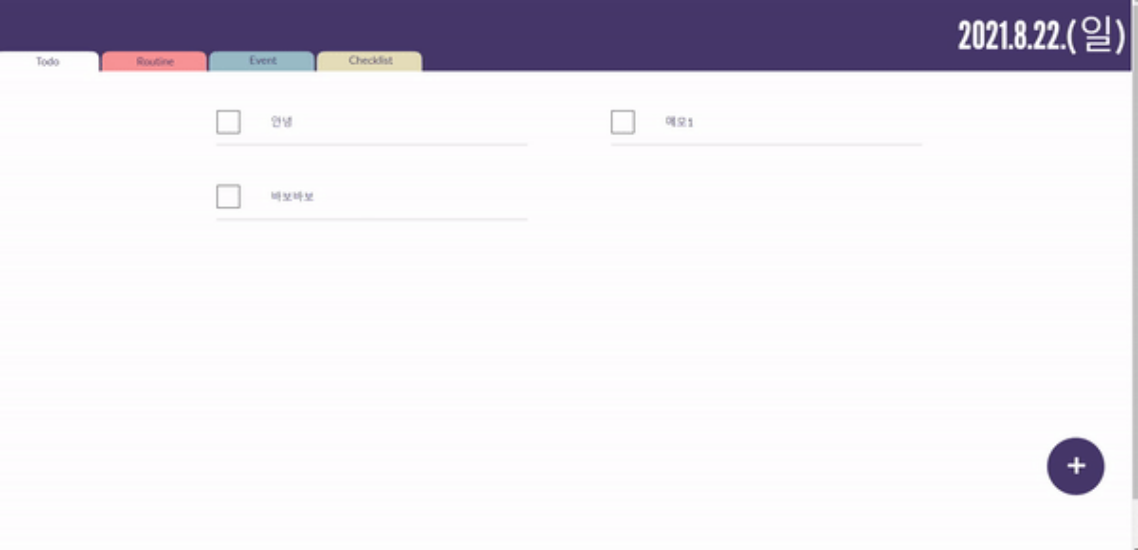 2021.8.22.(일)
Todo Routine Event Checklist
안녕 메모1
바보바보
+